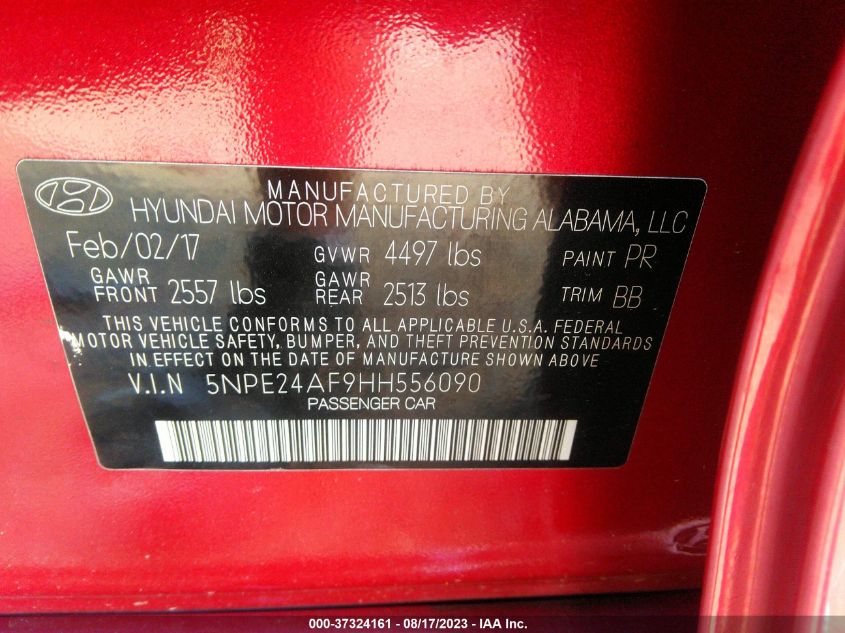 MANUFACTURED BY
HYUNDAI MOTOR MANUFACTURING ALABAMA, LLC
Feb/02/17 GVWR 4497 lbs PAINT PR
GAWR FRONT 2557 lbs GAWR REAR 2513 lbs TRIM BB
THIS VEHICLE CONFORMS TO ALL APPLICABLE U.S.A. FEDERAL
MOTOR VEHICLE SAFETY, BUMPER, AND THEFT PREVENTION STANDARDS
IN EFFECT ON THE DATE OF MANUFACTURE SHOWN ABOVE
V.I.N 5NPE24AF9HH556090
PASSENGER CAR
000-37324161 - 08/17/2023 - IAA Inc.